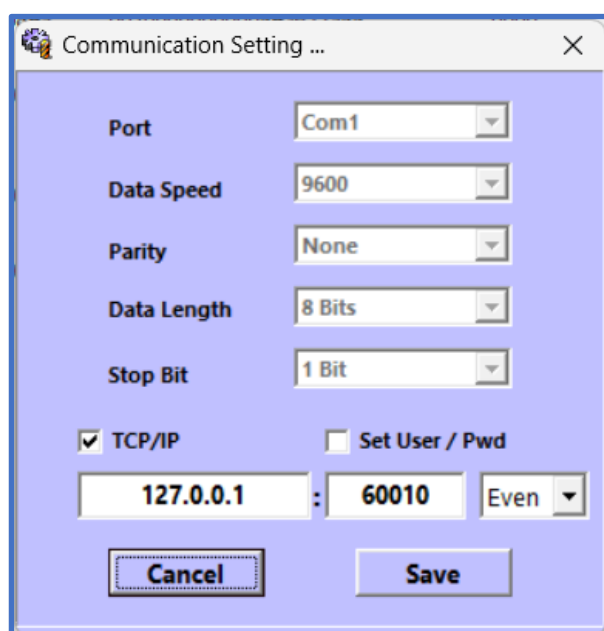 Communication Setting ...
Port Com1
Data Speed 9600
Parity None
Data Length 8 Bits
Stop Bit 1 Bit
TCP/IP Set User / Pwd
127.0.0.1 : 60010 Even
Cancel Save